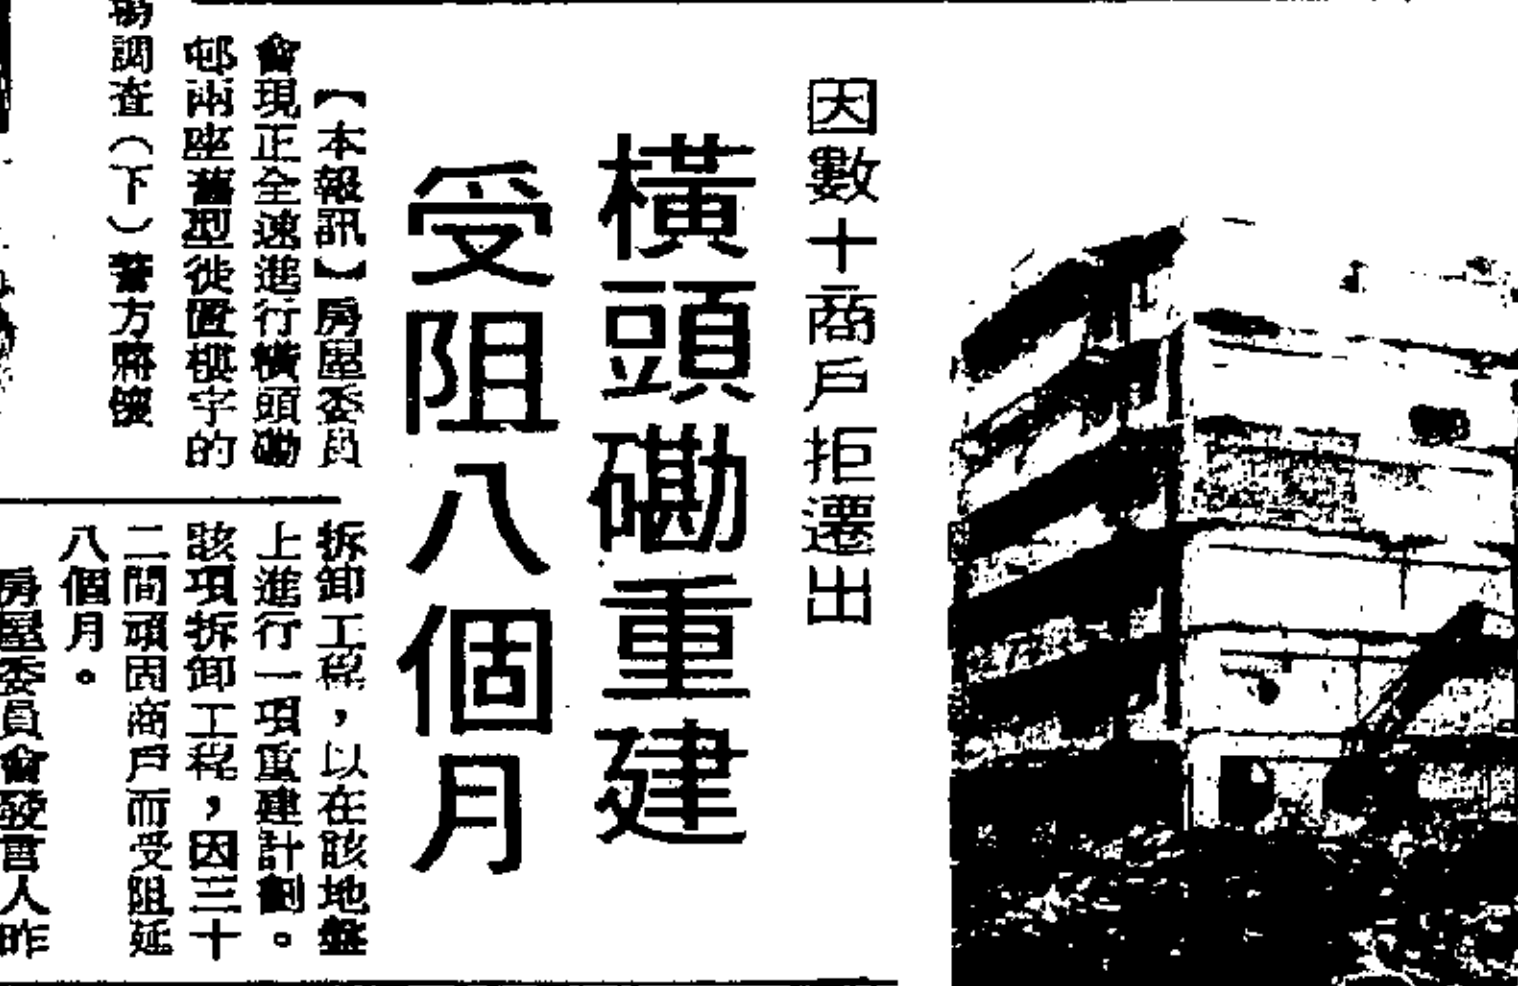 因數十商戶拒遷出
橫頭磡重建
受阻八個月
【本報訊】房屋委員
會現正全速進行橫頭磡
邨兩座舊型徙置樓宇的
拆卸工程，以在該地盤
上進行一項重建計劃。
該項拆卸工程，因三十
二間頑固商戶而受阻延
八個月。
房屋委員會發言人昨
調查（下）警方將